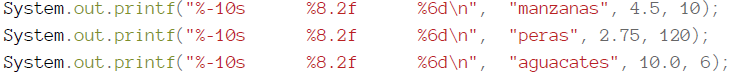 System.out.printf("%-10s      %8.2f      %6d\n",  "manzanas", 4.5, 10);
System.out.printf("%-10s      %8.2f      %6d\n",  "peras", 2.75, 120);
System.out.printf("%-10s      %8.2f      %6d\n",  "aguacates", 10.0, 6);